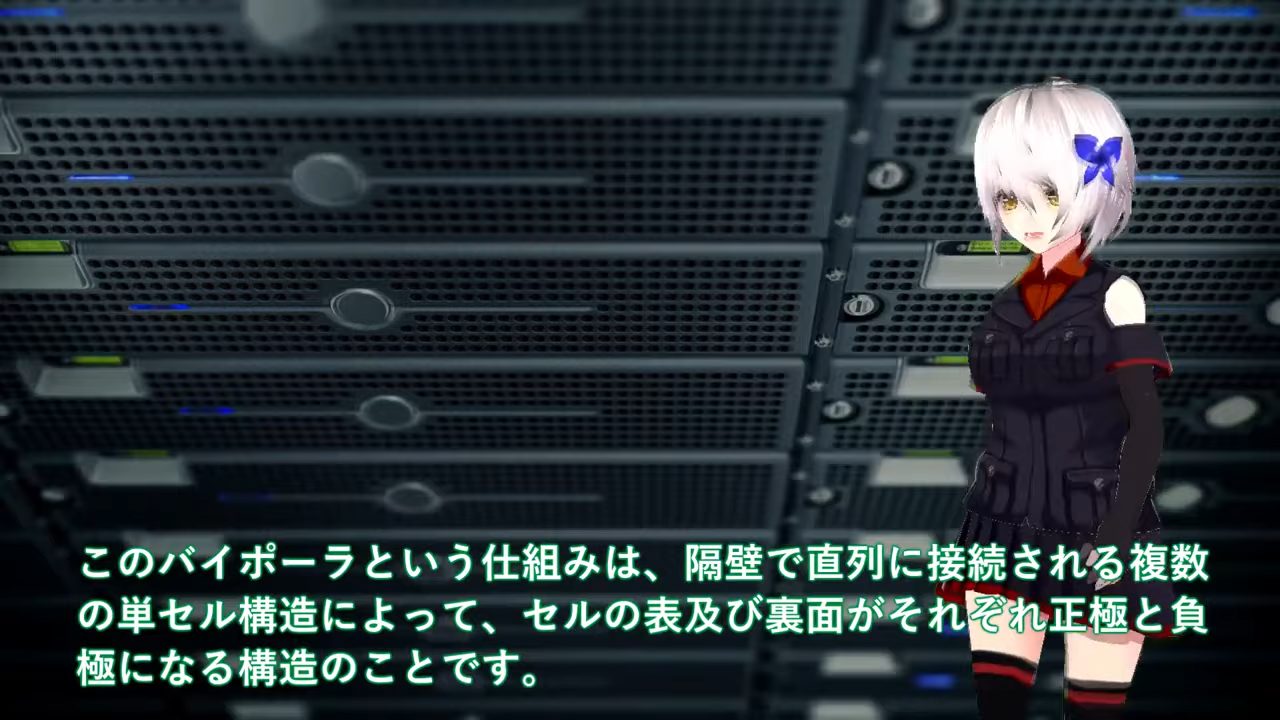 このバイポーラという仕組みは、隔壁で直列に接続される複数
の単セル構造によって、セルの表及び裏面がそれぞれ正極と負
極になる構造のことです。